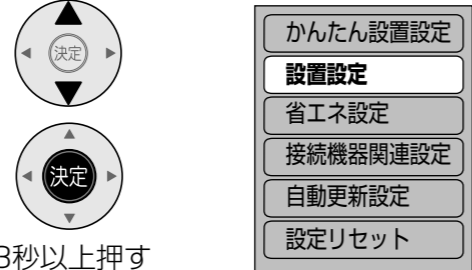 決定
決定
3秒以上押す
かんたん設置設定
設置設定
省エネ設定
接続機器関連設定
自動更新設定
設定リセット